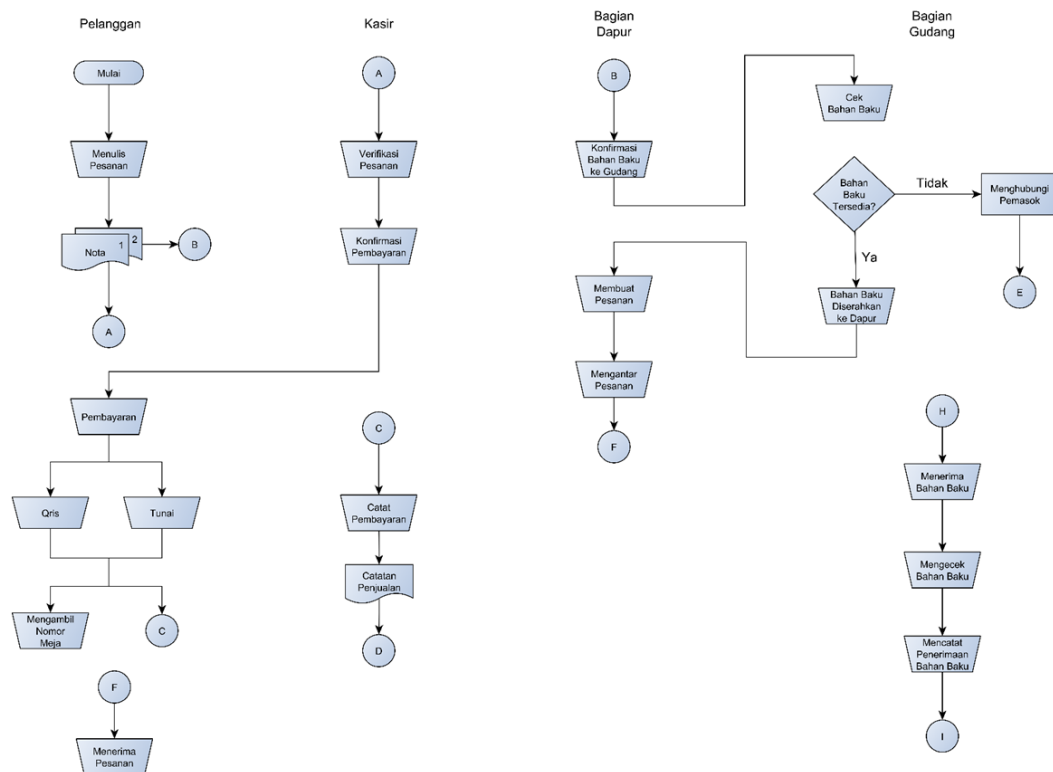 Pelanggan
Mulai
Menulis
Pesanan
Nota
1
2
B
A
Pembayaran
Qris
Tunai
Mengambil
Nomor
Meja
C
F
Menerima
Pesanan
Kasir
A
Verifikasi
Pesanan
Konfirmasi
Pembayaran
C
Catat
Pembayaran
Catatan
Penjualan
D
Bagian
Dapur
B
Konfirmasi
Bahan Baku
ke Gudang
Membuat
Pesanan
Mengantar
Pesanan
F
Bagian
Gudang
Cek
Bahan Baku
Bahan
Baku
Tersedia?
Tidak
Menghubungi
Pemasok
E
Ya
Bahan Baku
Diserahkan
ke Dapur
H
Menerima
Bahan Baku
Mengecek
Bahan Baku
Mencatat
Penerimaan
Bahan Baku
I